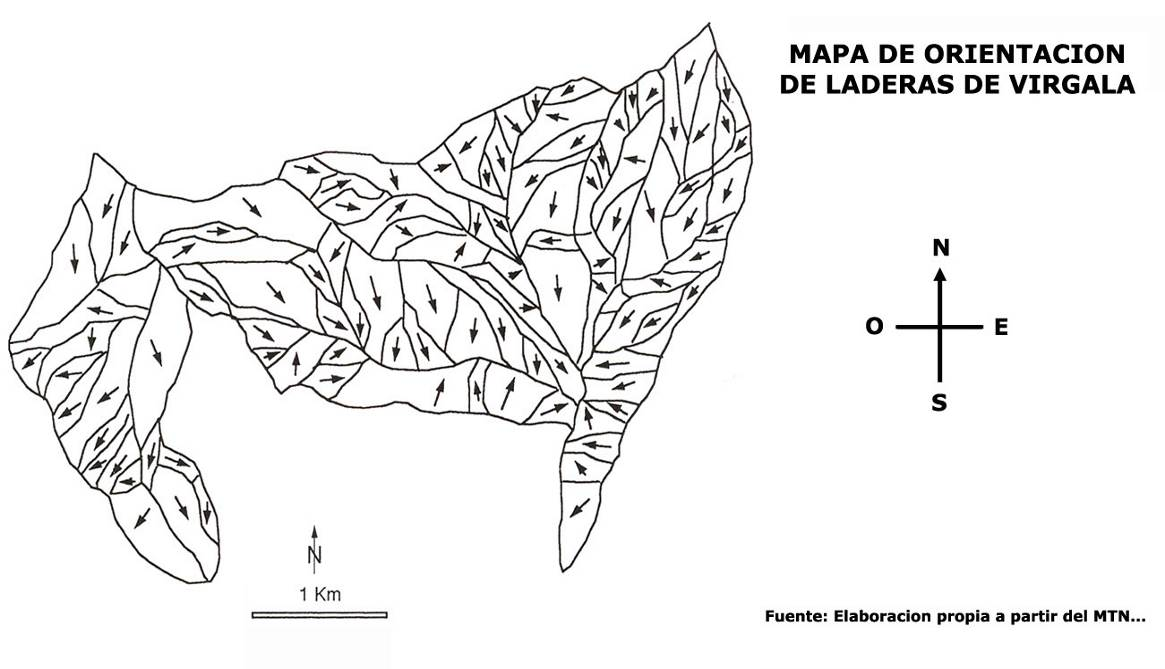 MAPA DE ORIENTACION
DE LADERAS DE VIRGALA
N
O
E
S
N
1 Km
Fuente: Elaboracion propia a partir del MTN...